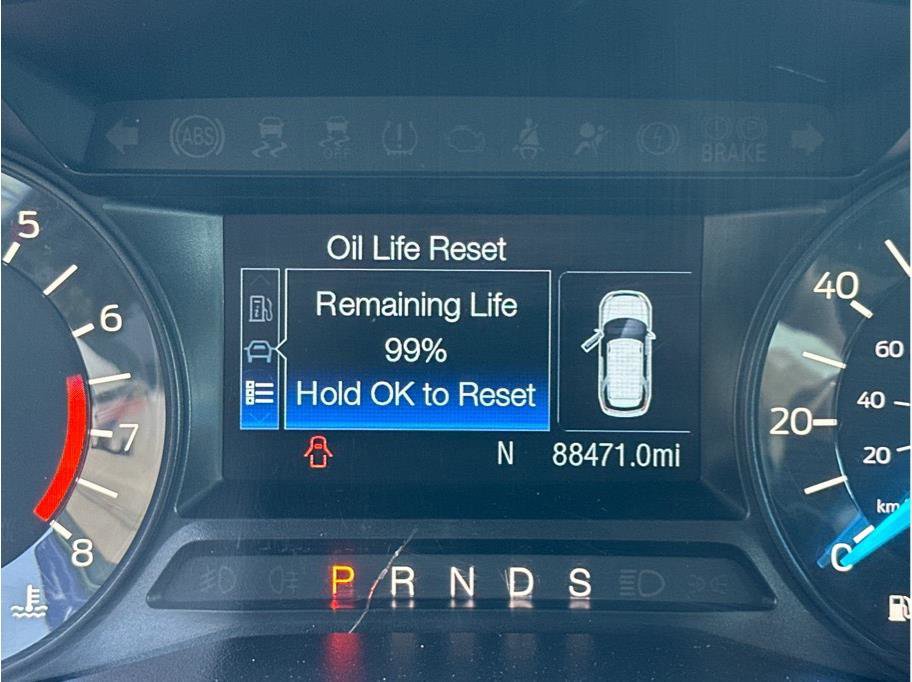 ABS
OFF
BRAKE
5
6
7
8
Oil Life Reset
Remaining Life
99%
Hold OK to Reset
N 88471.0mi
40
20
0
60
40
20
km
P R N D S